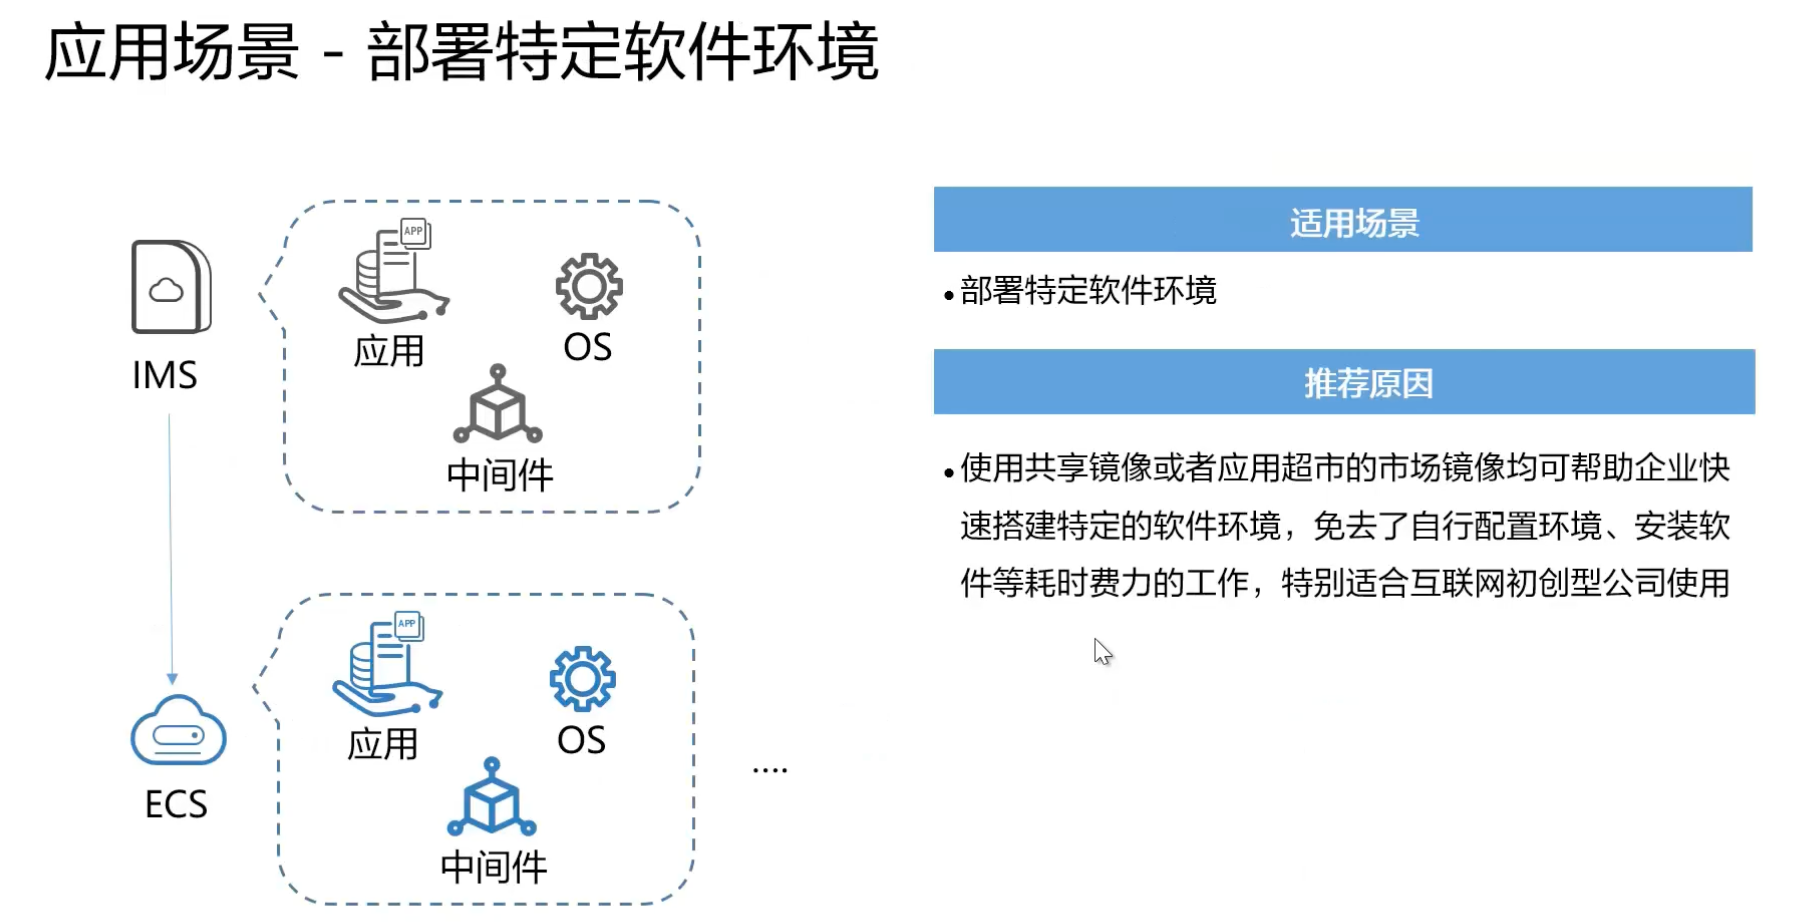 应用场景 - 部署特定软件环境
APP
应用
OS
IMS
中间件
APP
应用
OS
ECS
中间件
....
适用场景
•部署特定软件环境
推荐原因
•使用共享镜像或者应用超市的市场镜像均可帮助企业快
速搭建特定的软件环境，免去了自行配置环境、安装软
件等耗时费力的工作，特别适合互联网初创型公司使用